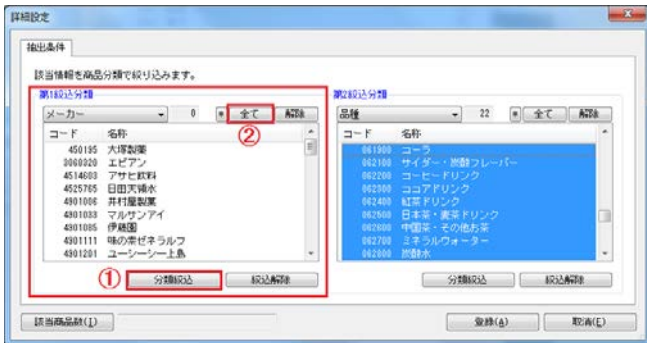 詳細設定
抽出条件
該当情報を商品分類で絞り込みます。
第1絞込分類
メーカー 0 * 全て 解除
②
コード 名称
450195 大塚製薬
3068320 エビアン
4514603 アサヒ飲料
4525765 日田天領水
4901006 井村屋製菓
4901033 マルサンアイ
4901085 伊藤園
4901111 味の素ゼネラルフ
4901201 ユーシーシー上島
① 分類絞込 絞込解除
第2絞込分類
品種 22 * 全て 解除
コード 名称
061900 コーラ
062100 サイダー・炭酸フレーバー
062200 コーヒードリンク
062300 ココアドリンク
062400 紅茶ドリンク
062500 日本茶・麦茶ドリンク
062600 中国茶・その他お茶
062700 ミネラルウォーター
062800 炭酸水
分類絞込 絞込解除
該当商品数(I)
登録(A) 取消(E)